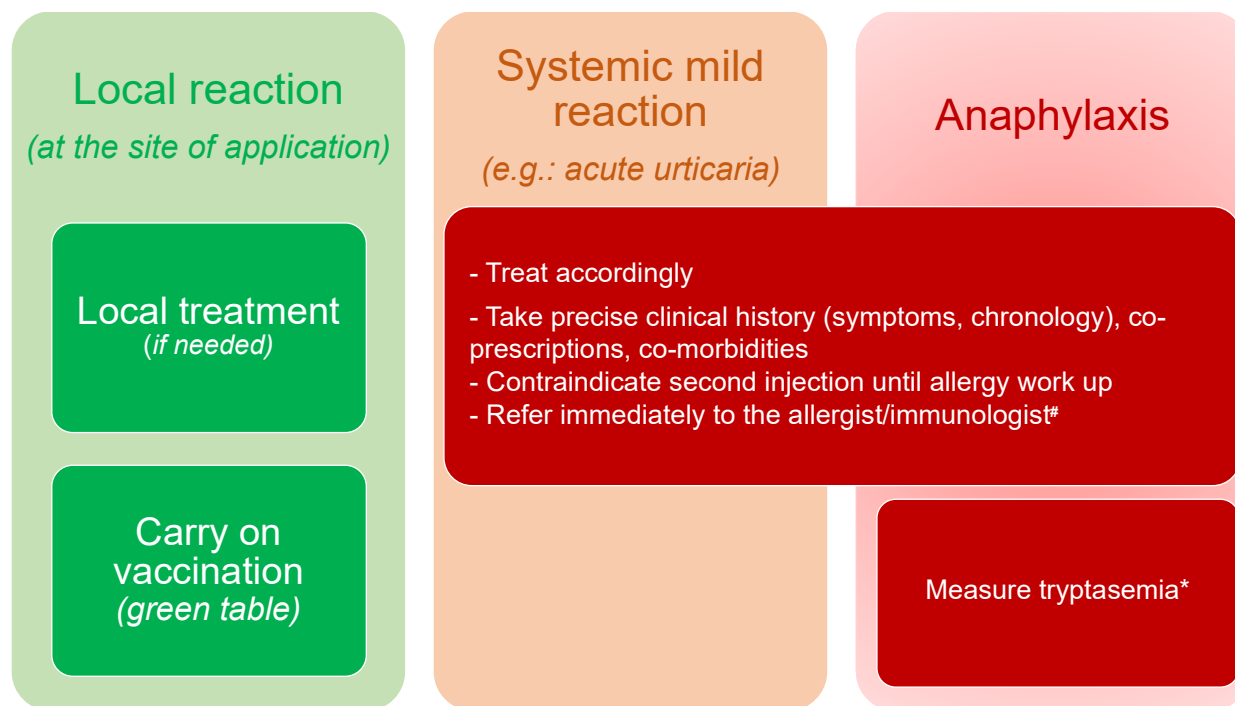 Local reaction
(at the site of application)
Local treatment
(if needed)
Carry on
vaccination
(green table)
Systemic mild
reaction
(e.g.: acute urticaria)
Anaphylaxis
- Treat accordingly
- Take precise clinical history (symptoms, chronology), co-
prescriptions, co-morbidities
- Contraindicate second injection until allergy work up
- Refer immediately to the allergist/immunologist#
Measure tryptasemia*